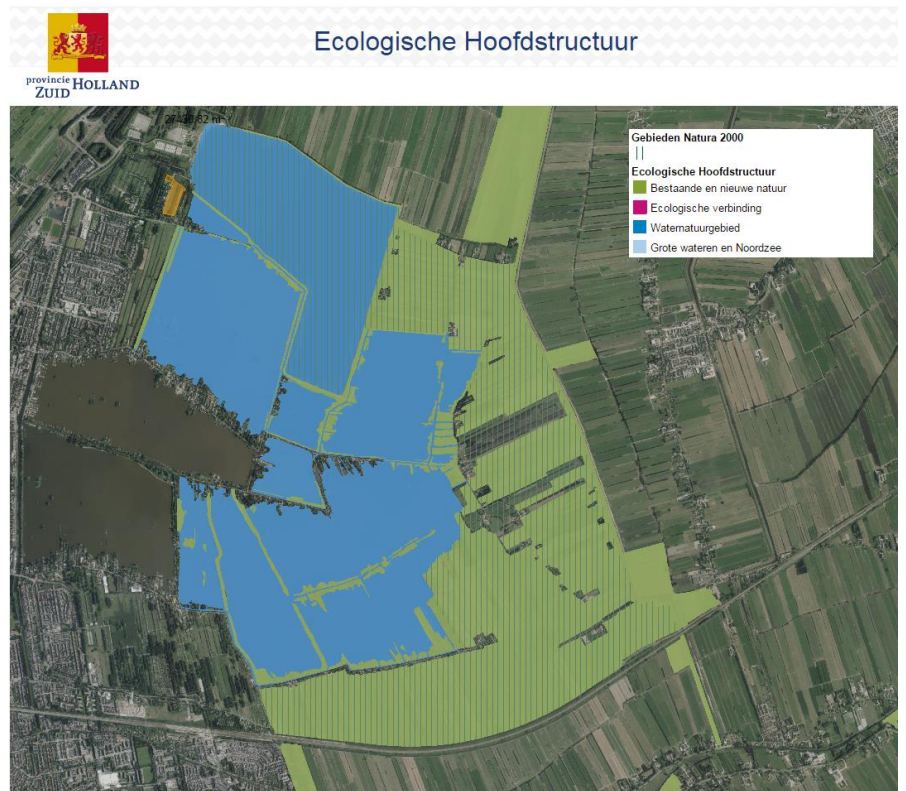 Ecologische Hoofdstructuur
provincie
ZUID HOLLAND
Gebieden Natura 2000
Ecologische Hoofdstructuur
Bestaande en nieuwe natuur
Ecologische verbinding
Waternatuurgebied
Grote wateren en Noordzee